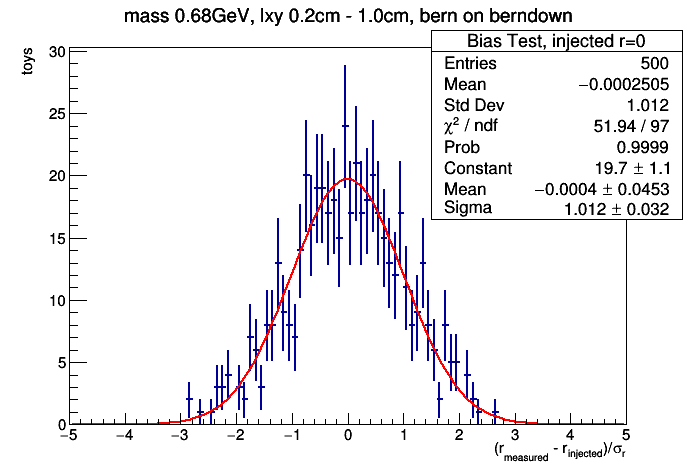 mass 0.68GeV, lxy 0.2cm - 1.0cm, bern on berndown
Bias Test, injected r=0
Entries 500
Mean −0.0002505
Std Dev 1.012
χ² / ndf 51.94 / 97
Prob 0.9999
Constant 19.7 ± 1.1
Mean −0.0004 ± 0.0453
Sigma 1.012 ± 0.032
toys
30
25
20
15
10
5
0
−5 −4 −3 −2 −1 0 1 2 3 4 5
(r_measured - r_injected)/σ_r